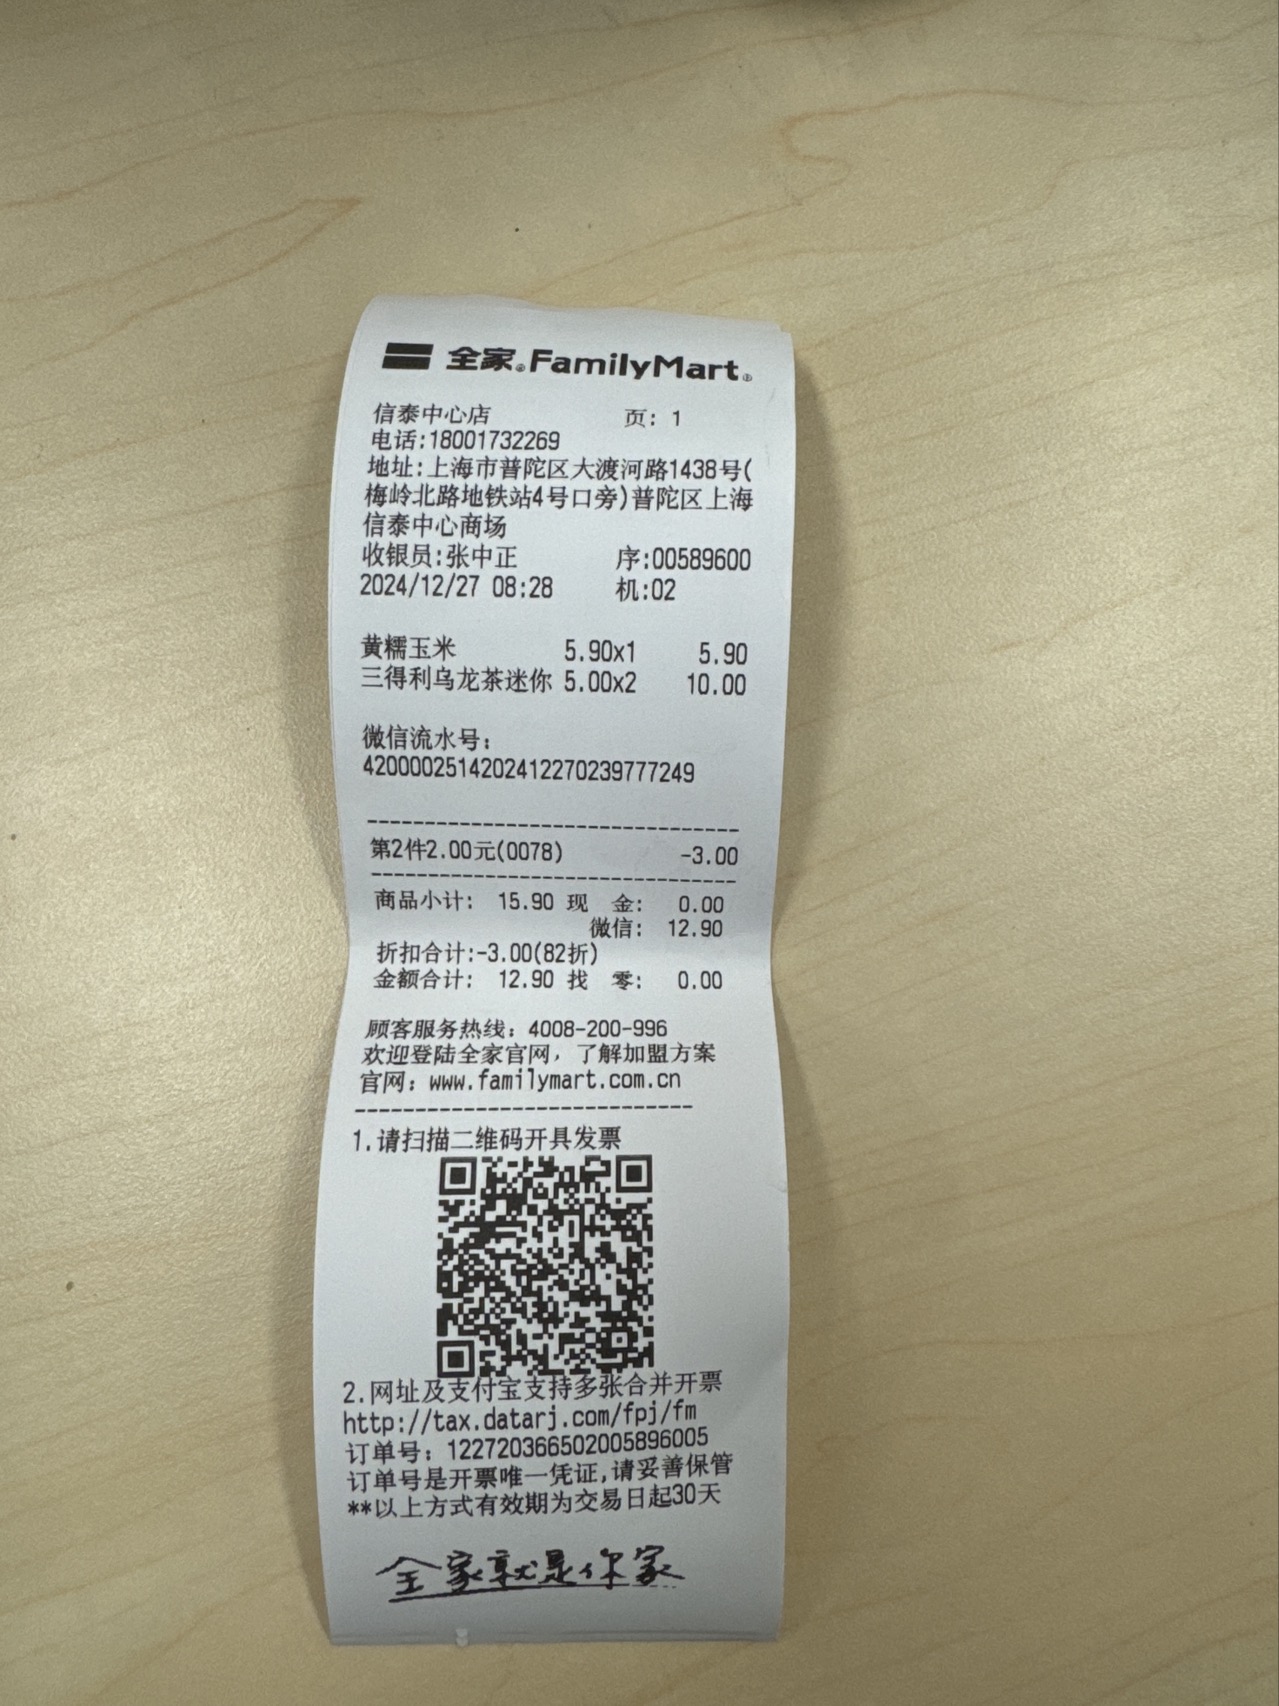 全家®FamilyMart®
信泰中心店 页: 1
电话:18001732269
地址:上海市普陀区大渡河路1438号(
梅岭北路地铁站4号口旁)普陀区上海
信泰中心商场
收银员:张中正 序:00589600
2024/12/27 08:28 机:02
黄糯玉米 5.90x1 5.90
三得利乌龙茶迷你 5.00x2 10.00
微信流水号:
4200002514202412270239777249
第2件2.00元(0078) -3.00
商品小计: 15.90 现 金: 0.00
微信: 12.90
折扣合计:-3.00(82折)
金额合计: 12.90 找 零: 0.00
顾客服务热线: 4008-200-996
欢迎登陆全家官网, 了解加盟方案
官网: www.familymart.com.cn
1.请扫描二维码开具发票
2.网址及支付宝支持多张合并开票
http://tax.datarj.com/fpj/fm
订单号: 122720366502005896005
订单号是开票唯一凭证,请妥善保管
**以上方式有效期为交易日起30天
全家就是你家